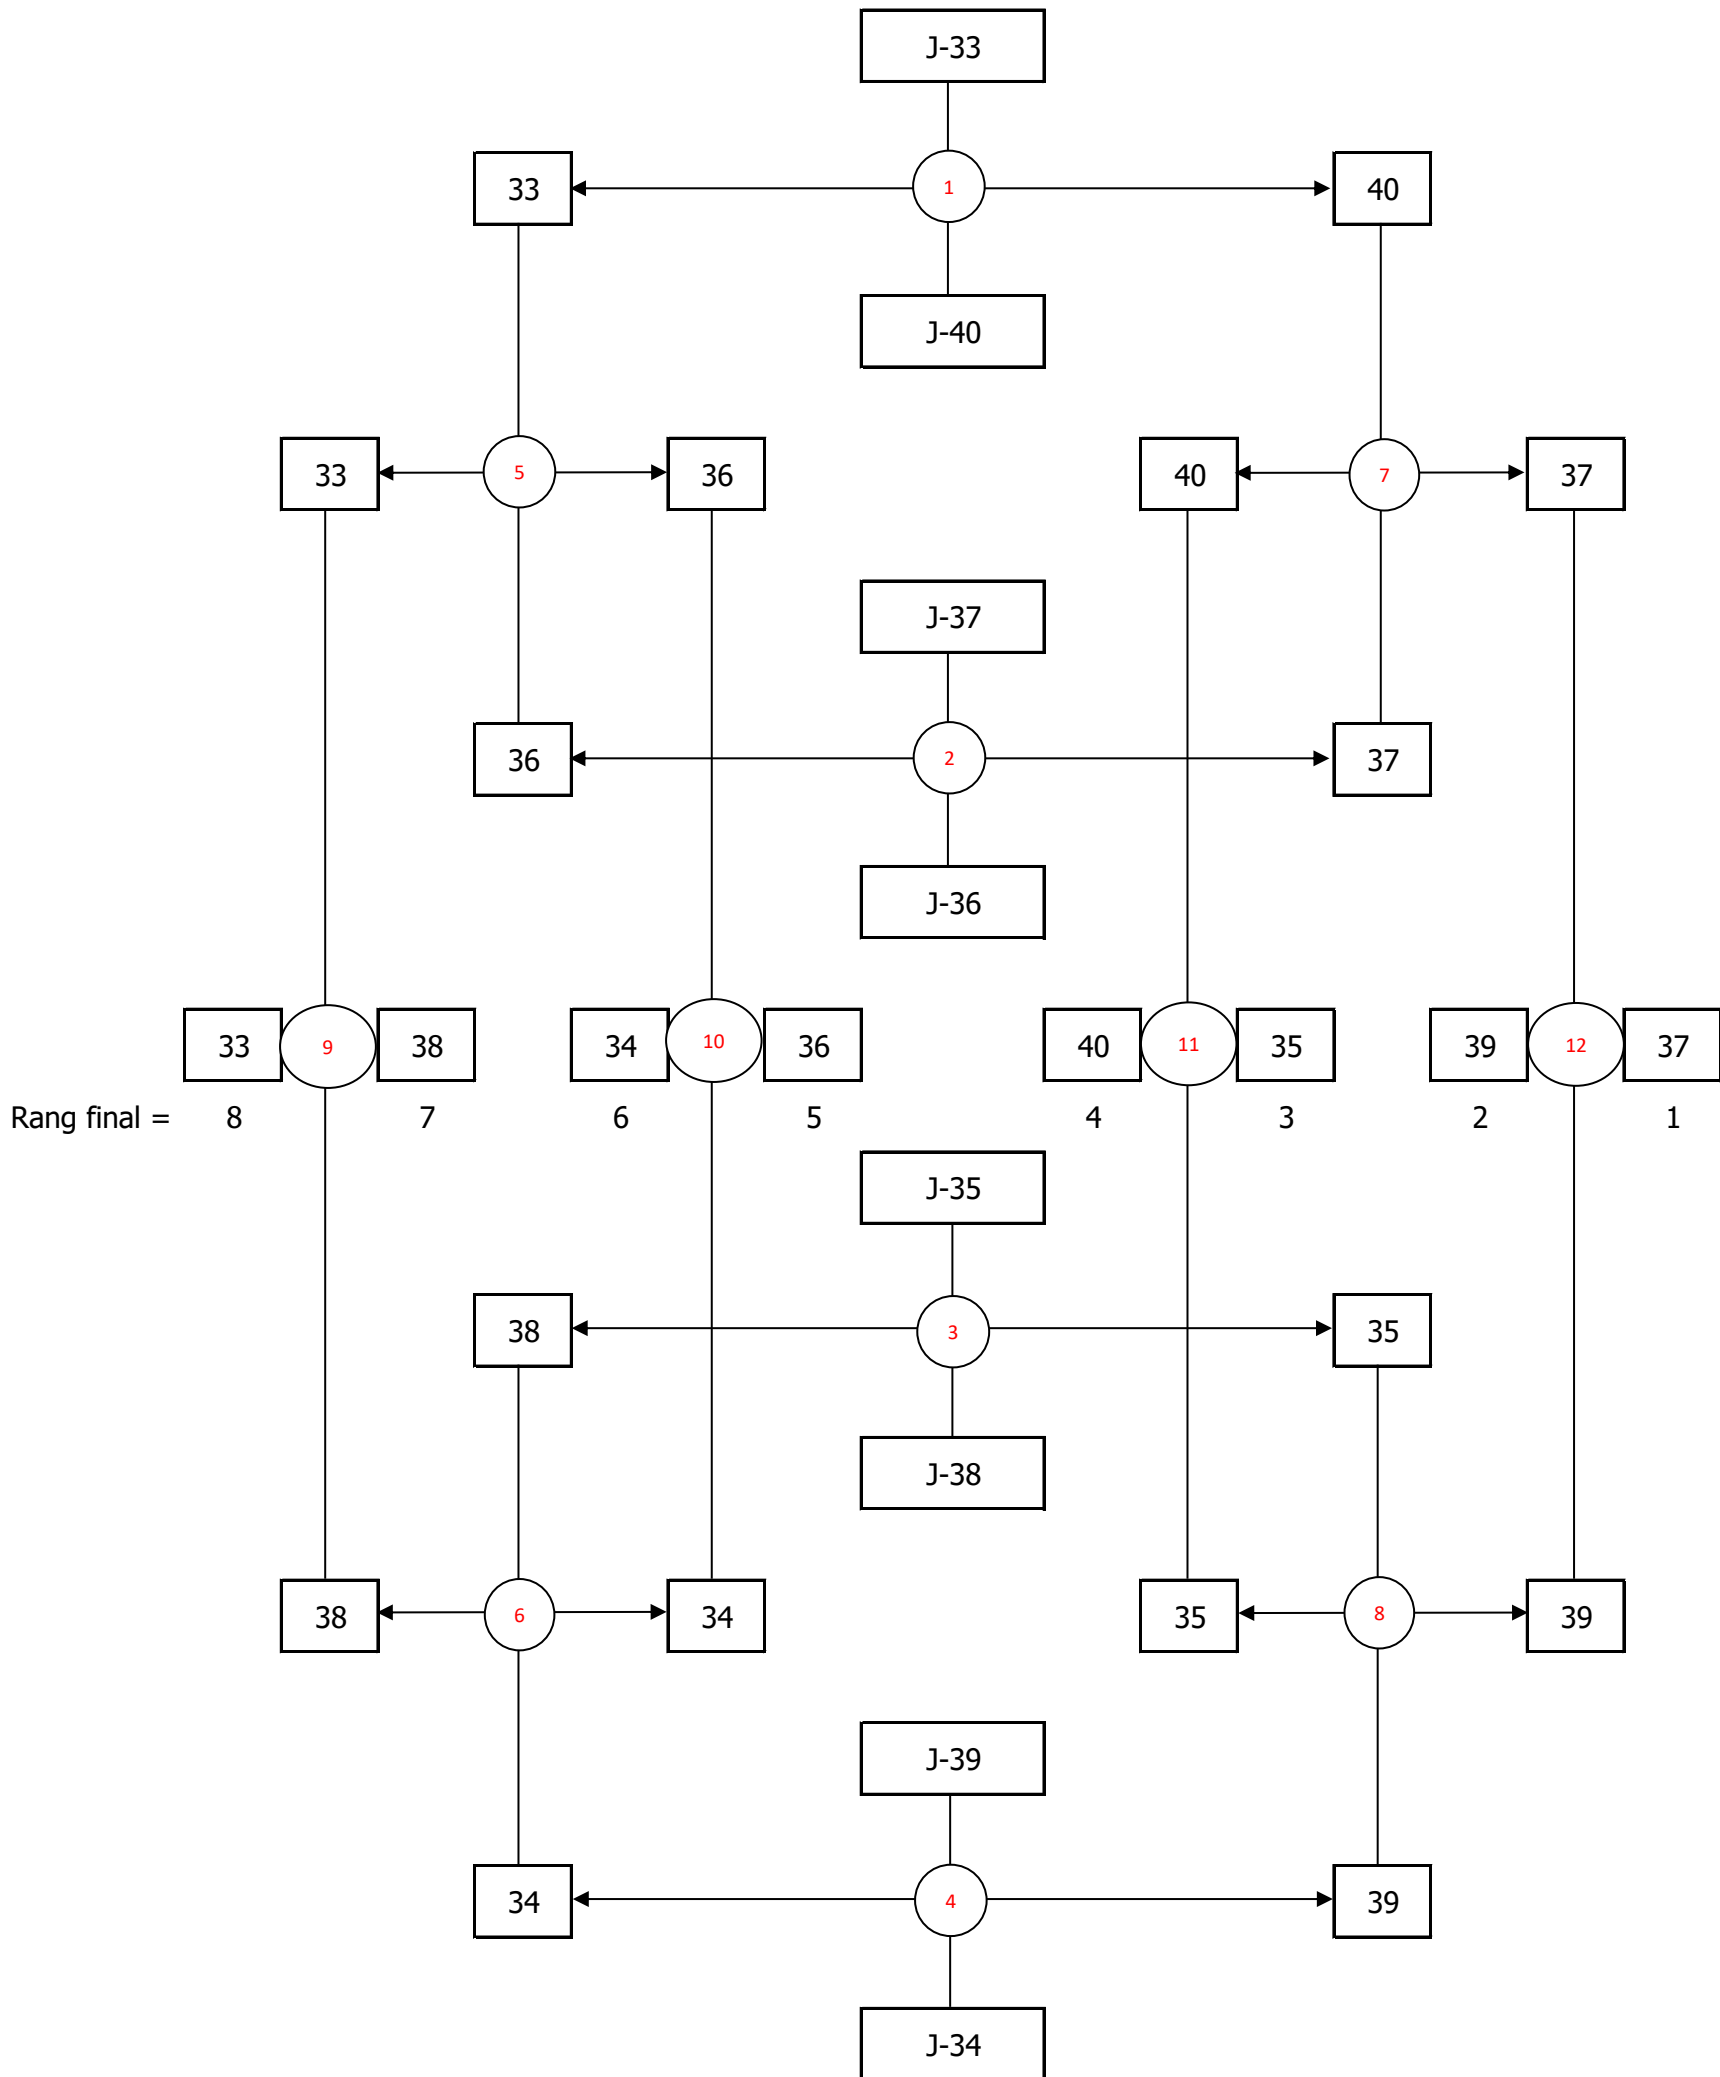 J-33
33 1 40
J-40
33 5 36 40 7 37
J-37
36 2 37
J-36
33 9 38 34 10 36 40 11 35 39 12 37
Rang final = 8 7 6 5 4 3 2 1
J-35
38 3 35
J-38
38 6 34 35 8 39
J-39
34 4 39
J-34